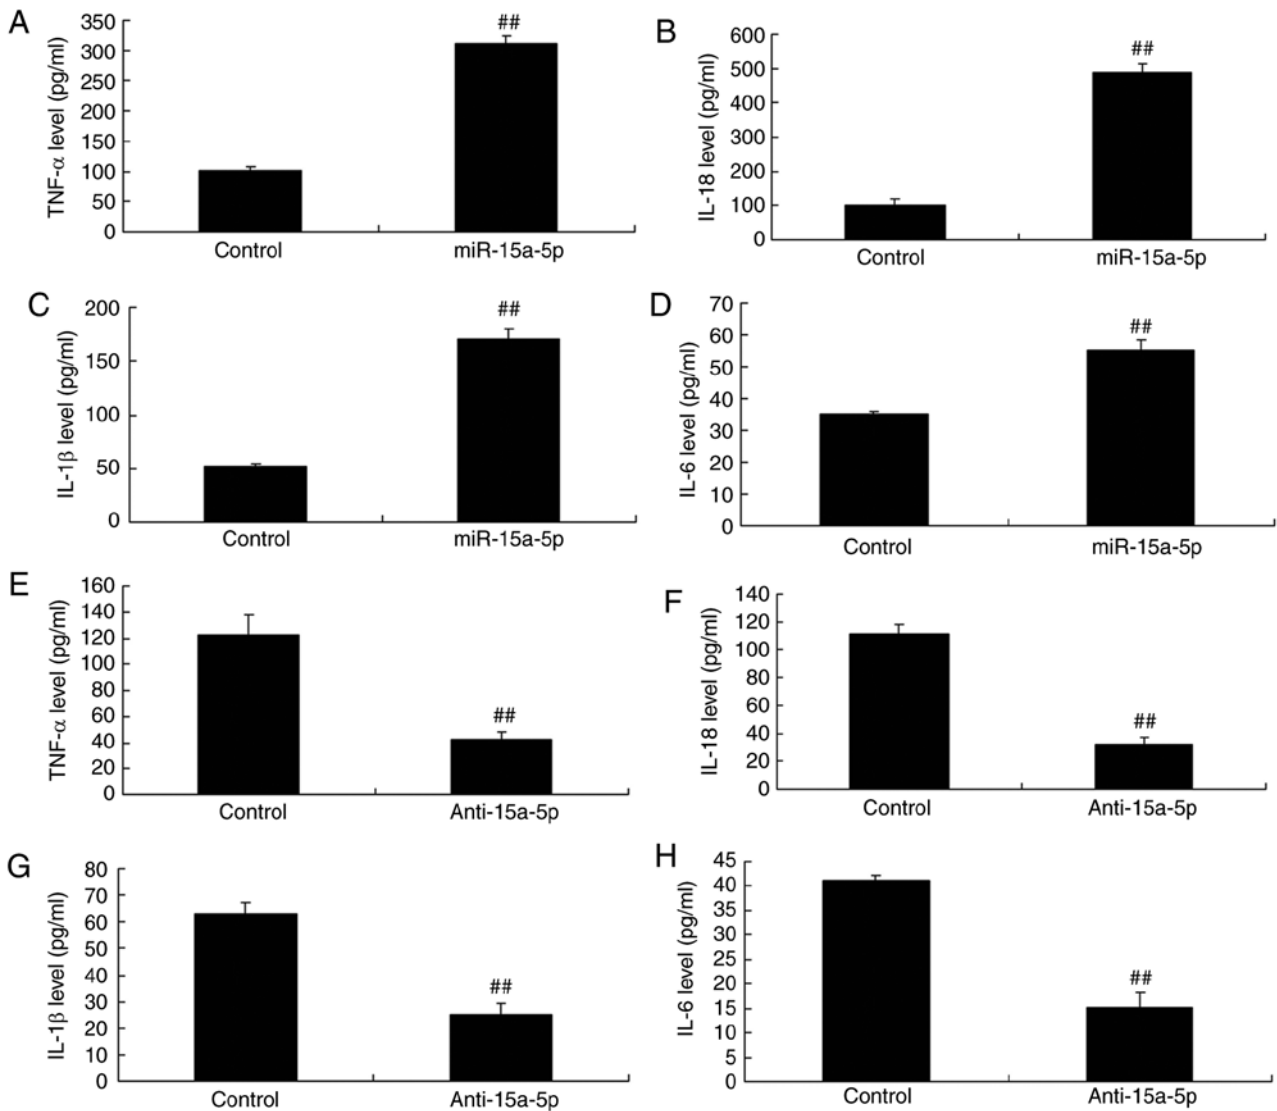 A
TNF-α level (pg/ml)
350
300
250
200
150
100
50
0
##
Control
miR-15a-5p
B
IL-18 level (pg/ml)
600
500
400
300
200
100
0
##
Control
miR-15a-5p
C
IL-1β level (pg/ml)
200
150
100
50
0
##
Control
miR-15a-5p
D
IL-6 level (pg/ml)
70
60
50
40
30
20
10
0
##
Control
miR-15a-5p
E
TNF-α level (pg/ml)
160
140
120
100
80
60
40
20
0
##
Control
Anti-15a-5p
F
IL-18 level (pg/ml)
140
120
100
80
60
40
20
0
##
Control
Anti-15a-5p
G
IL-1β level (pg/ml)
80
70
60
50
40
30
20
10
0
##
Control
Anti-15a-5p
H
IL-6 level (pg/ml)
45
40
35
30
25
20
15
10
5
0
##
Control
Anti-15a-5p